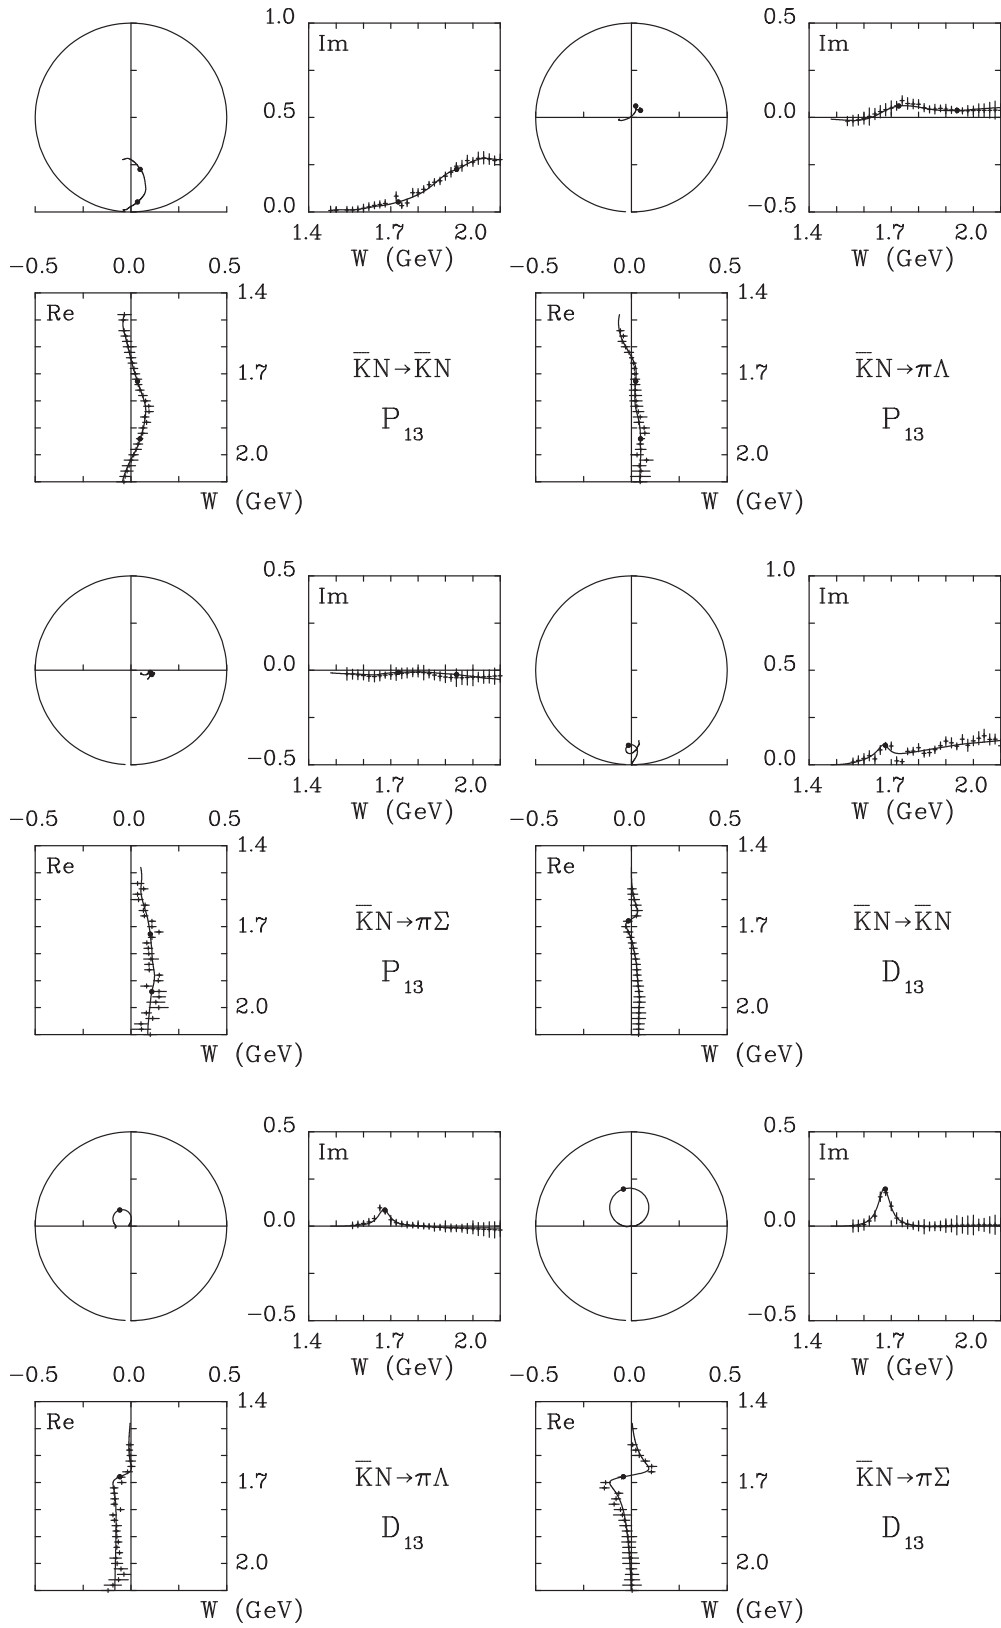 1.0 Im 0.5 Im
0.5 0.0
0.0 −0.5
1.4 1.7 2.0 1.4 1.7 2.0
W (GeV) W (GeV)
−0.5 0.0 0.5 −0.5 0.0 0.5
Re 1.4 Re 1.4
1.7 K̅N→K̅N 1.7 K̅N→πΛ
P₁₃ P₁₃
2.0 2.0
W (GeV) W (GeV)
0.5 Im 1.0 Im
0.0 0.5
−0.5 0.0
1.4 1.7 2.0 1.4 1.7 2.0
W (GeV) W (GeV)
−0.5 0.0 0.5 −0.5 0.0 0.5
Re 1.4 Re 1.4
1.7 K̅N→πΣ 1.7 K̅N→K̅N
P₁₃ D₁₃
2.0 2.0
W (GeV) W (GeV)
0.5 Im 0.5 Im
0.0 0.0
−0.5 −0.5
1.4 1.7 2.0 1.4 1.7 2.0
W (GeV) W (GeV)
−0.5 0.0 0.5 −0.5 0.0 0.5
Re 1.4 Re 1.4
1.7 K̅N→πΛ 1.7 K̅N→πΣ
D₁₃ D₁₃
2.0 2.0
W (GeV) W (GeV)